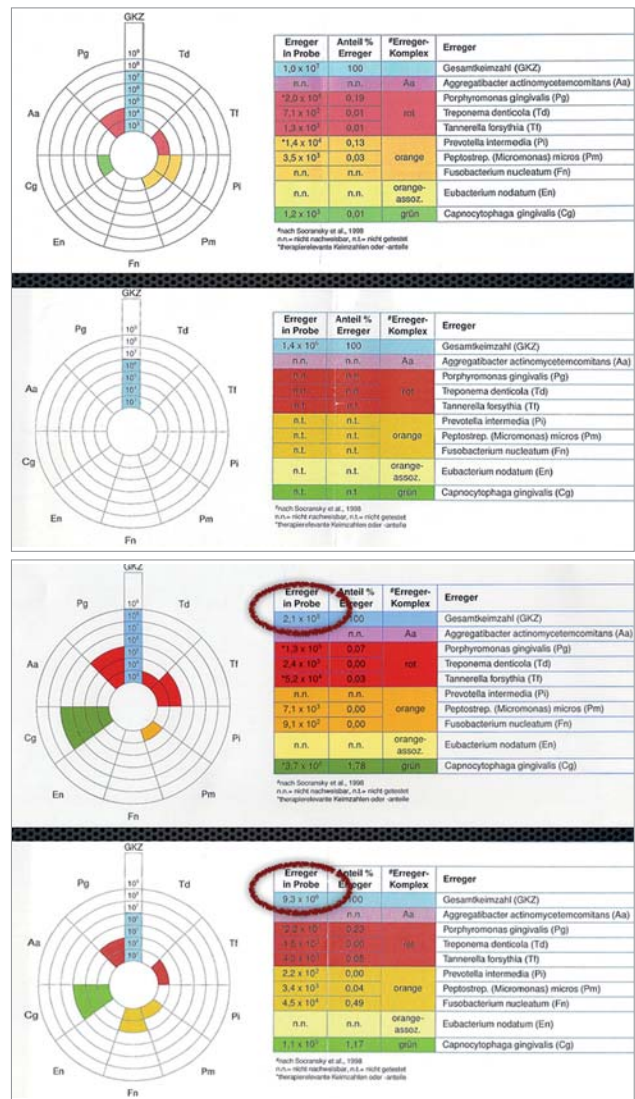 GKZ
Pg Td
Aa Tf
Cg Pi
En Pm
Fn
10⁹
10⁸
10⁷
10⁶
10⁵
10⁴
10³
Erreger in Probe Anteil % Erreger #Erreger-Komplex Erreger
1,0 x 10⁷ 100 Gesamtkeimzahl (GKZ)
n.n. n.n. Aa Aggregatibacter actinomycetemcomitans (Aa)
*2,0 x 10⁴ 0,19 Porphyromonas gingivalis (Pg)
7,1 x 10² 0,01 rot Treponema denticola (Td)
1,3 x 10³ 0,01 Tannerella forsythia (Tf)
*1,4 x 10⁴ 0,13 Prevotella intermedia (Pi)
3,5 x 10³ 0,03 orange Peptostrep. (Micromonas) micros (Pm)
n.n. n.n. Fusobacterium nucleatum (Fn)
n.n. n.n. orange-assoz. Eubacterium nodatum (En)
1,2 x 10³ 0,01 grün Capnocytophaga gingivalis (Cg)
#nach Socransky et al., 1998
n.n.= nicht nachweisbar, n.t.= nicht getestet
*therapierelevante Keimzahlen oder -anteile
GKZ
Pg Td
Aa Tf
Cg Pi
En Pm
Fn
Erreger in Probe Anteil % Erreger #Erreger-Komplex Erreger
1,4 x 10⁶ 100 Gesamtkeimzahl (GKZ)
n.n. n.n. Aa Aggregatibacter actinomycetemcomitans (Aa)
n.n. n.n. Porphyromonas gingivalis (Pg)
rot Treponema denticola (Td)
n.t. n.t. Tannerella forsythia (Tf)
n.t. n.t. Prevotella intermedia (Pi)
n.t. n.t. orange Peptostrep. (Micromonas) micros (Pm)
n.t. n.t. Fusobacterium nucleatum (Fn)
n.t. n.t. orange-assoz. Eubacterium nodatum (En)
n.t. n.t. grün Capnocytophaga gingivalis (Cg)
#nach Socransky et al., 1998
n.n.= nicht nachweisbar, n.t.= nicht getestet
*therapierelevante Keimzahlen oder -anteile
GKZ
Pg Td
Aa Tf
Cg Pi
En Pm
Fn
Erreger in Probe Anteil % Erreger #Erreger-Komplex Erreger
2,1 x 10⁸ 100 Gesamtkeimzahl (GKZ)
n.n. Aa Aggregatibacter actinomycetemcomitans (Aa)
*1,3 x 10⁵ 0,07 Porphyromonas gingivalis (Pg)
2,4 x 10³ 0,00 rot Treponema denticola (Td)
*5,2 x 10⁴ 0,03 Tannerella forsythia (Tf)
n.n. n.n. Prevotella intermedia (Pi)
7,1 x 10³ 0,00 orange Peptostrep. (Micromonas) micros (Pm)
9,1 x 10² 0,00 Fusobacterium nucleatum (Fn)
n.n. n.n. orange-assoz. Eubacterium nodatum (En)
*3,7 x 10⁶ 1,78 grün Capnocytophaga gingivalis (Cg)
#nach Socransky et al., 1998
n.n.= nicht nachweisbar, n.t.= nicht getestet
*therapierelevante Keimzahlen oder -anteile
GKZ
Pg Td
Aa Tf
Cg Pi
En Pm
Fn
Erreger in Probe Anteil % Erreger #Erreger-Komplex Erreger
9,3 x 10⁶ 100 Gesamtkeimzahl (GKZ)
n.n. Aa Aggregatibacter actinomycetemcomitans (Aa)
0,23 Porphyromonas gingivalis (Pg)
0,00 rot Treponema denticola (Td)
0,05 Tannerella forsythia (Tf)
2,2 x 10² 0,00 Prevotella intermedia (Pi)
3,4 x 10³ 0,04 orange Peptostrep. (Micromonas) micros (Pm)
4,5 x 10⁴ 0,49 Fusobacterium nucleatum (Fn)
n.n. n.n. orange-assoz. Eubacterium nodatum (En)
1,1 x 10⁵ 1,17 grün Capnocytophaga gingivalis (Cg)
#nach Socransky et al., 1998
n.n.= nicht nachweisbar, n.t.= nicht getestet
*therapierelevante Keimzahlen oder -anteile